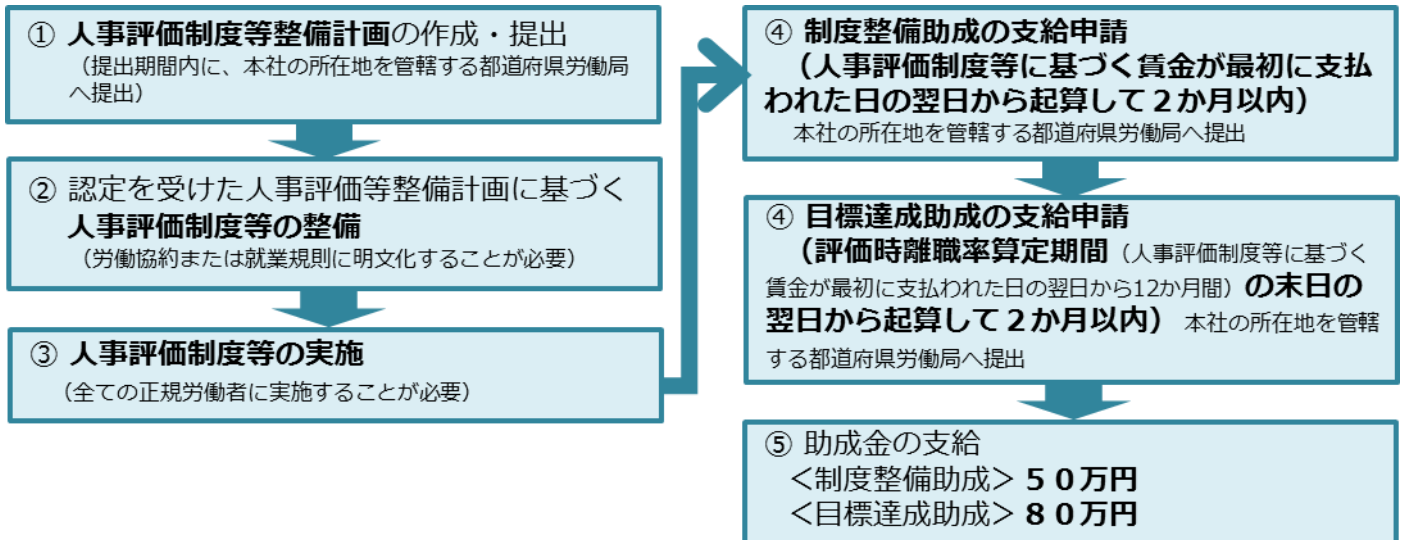 ① 人事評価制度等整備計画の作成・提出
（提出期間内に、本社の所在地を管轄する都道府県労働局
へ提出）
② 認定を受けた人事評価等整備計画に基づく
人事評価制度等の整備
（労働協約または就業規則に明文化することが必要）
③ 人事評価制度等の実施
（全ての正規労働者に実施することが必要）
④ 制度整備助成の支給申請
（人事評価制度等に基づく賃金が最初に支払
われた日の翌日から起算して２か月以内）
本社の所在地を管轄する都道府県労働局へ提出
④ 目標達成助成の支給申請
（評価時離職率算定期間（人事評価制度等に基づく
賃金が最初に支払われた日の翌日から12か月間）の末日の
翌日から起算して２か月以内） 本社の所在地を管轄
する都道府県労働局へ提出
⑤ 助成金の支給
＜制度整備助成＞５０万円
＜目標達成助成＞８０万円